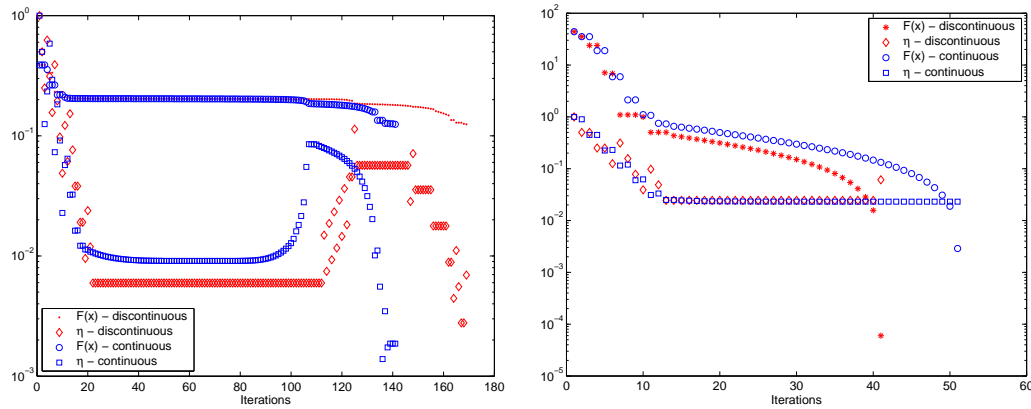 10^0
10^-1
10^-2
10^-3
0 20 40 60 80 100 120 140 160 180
Iterations
F(x) − discontinuous
η − discontinuous
F(x) − continuous
η − continuous
10^2
10^1
10^0
10^-1
10^-2
10^-3
10^-4
10^-5
0 10 20 30 40 50 60
Iterations
F(x) − discontinuous
η − discontinuous
F(x) − continuous
η − continuous